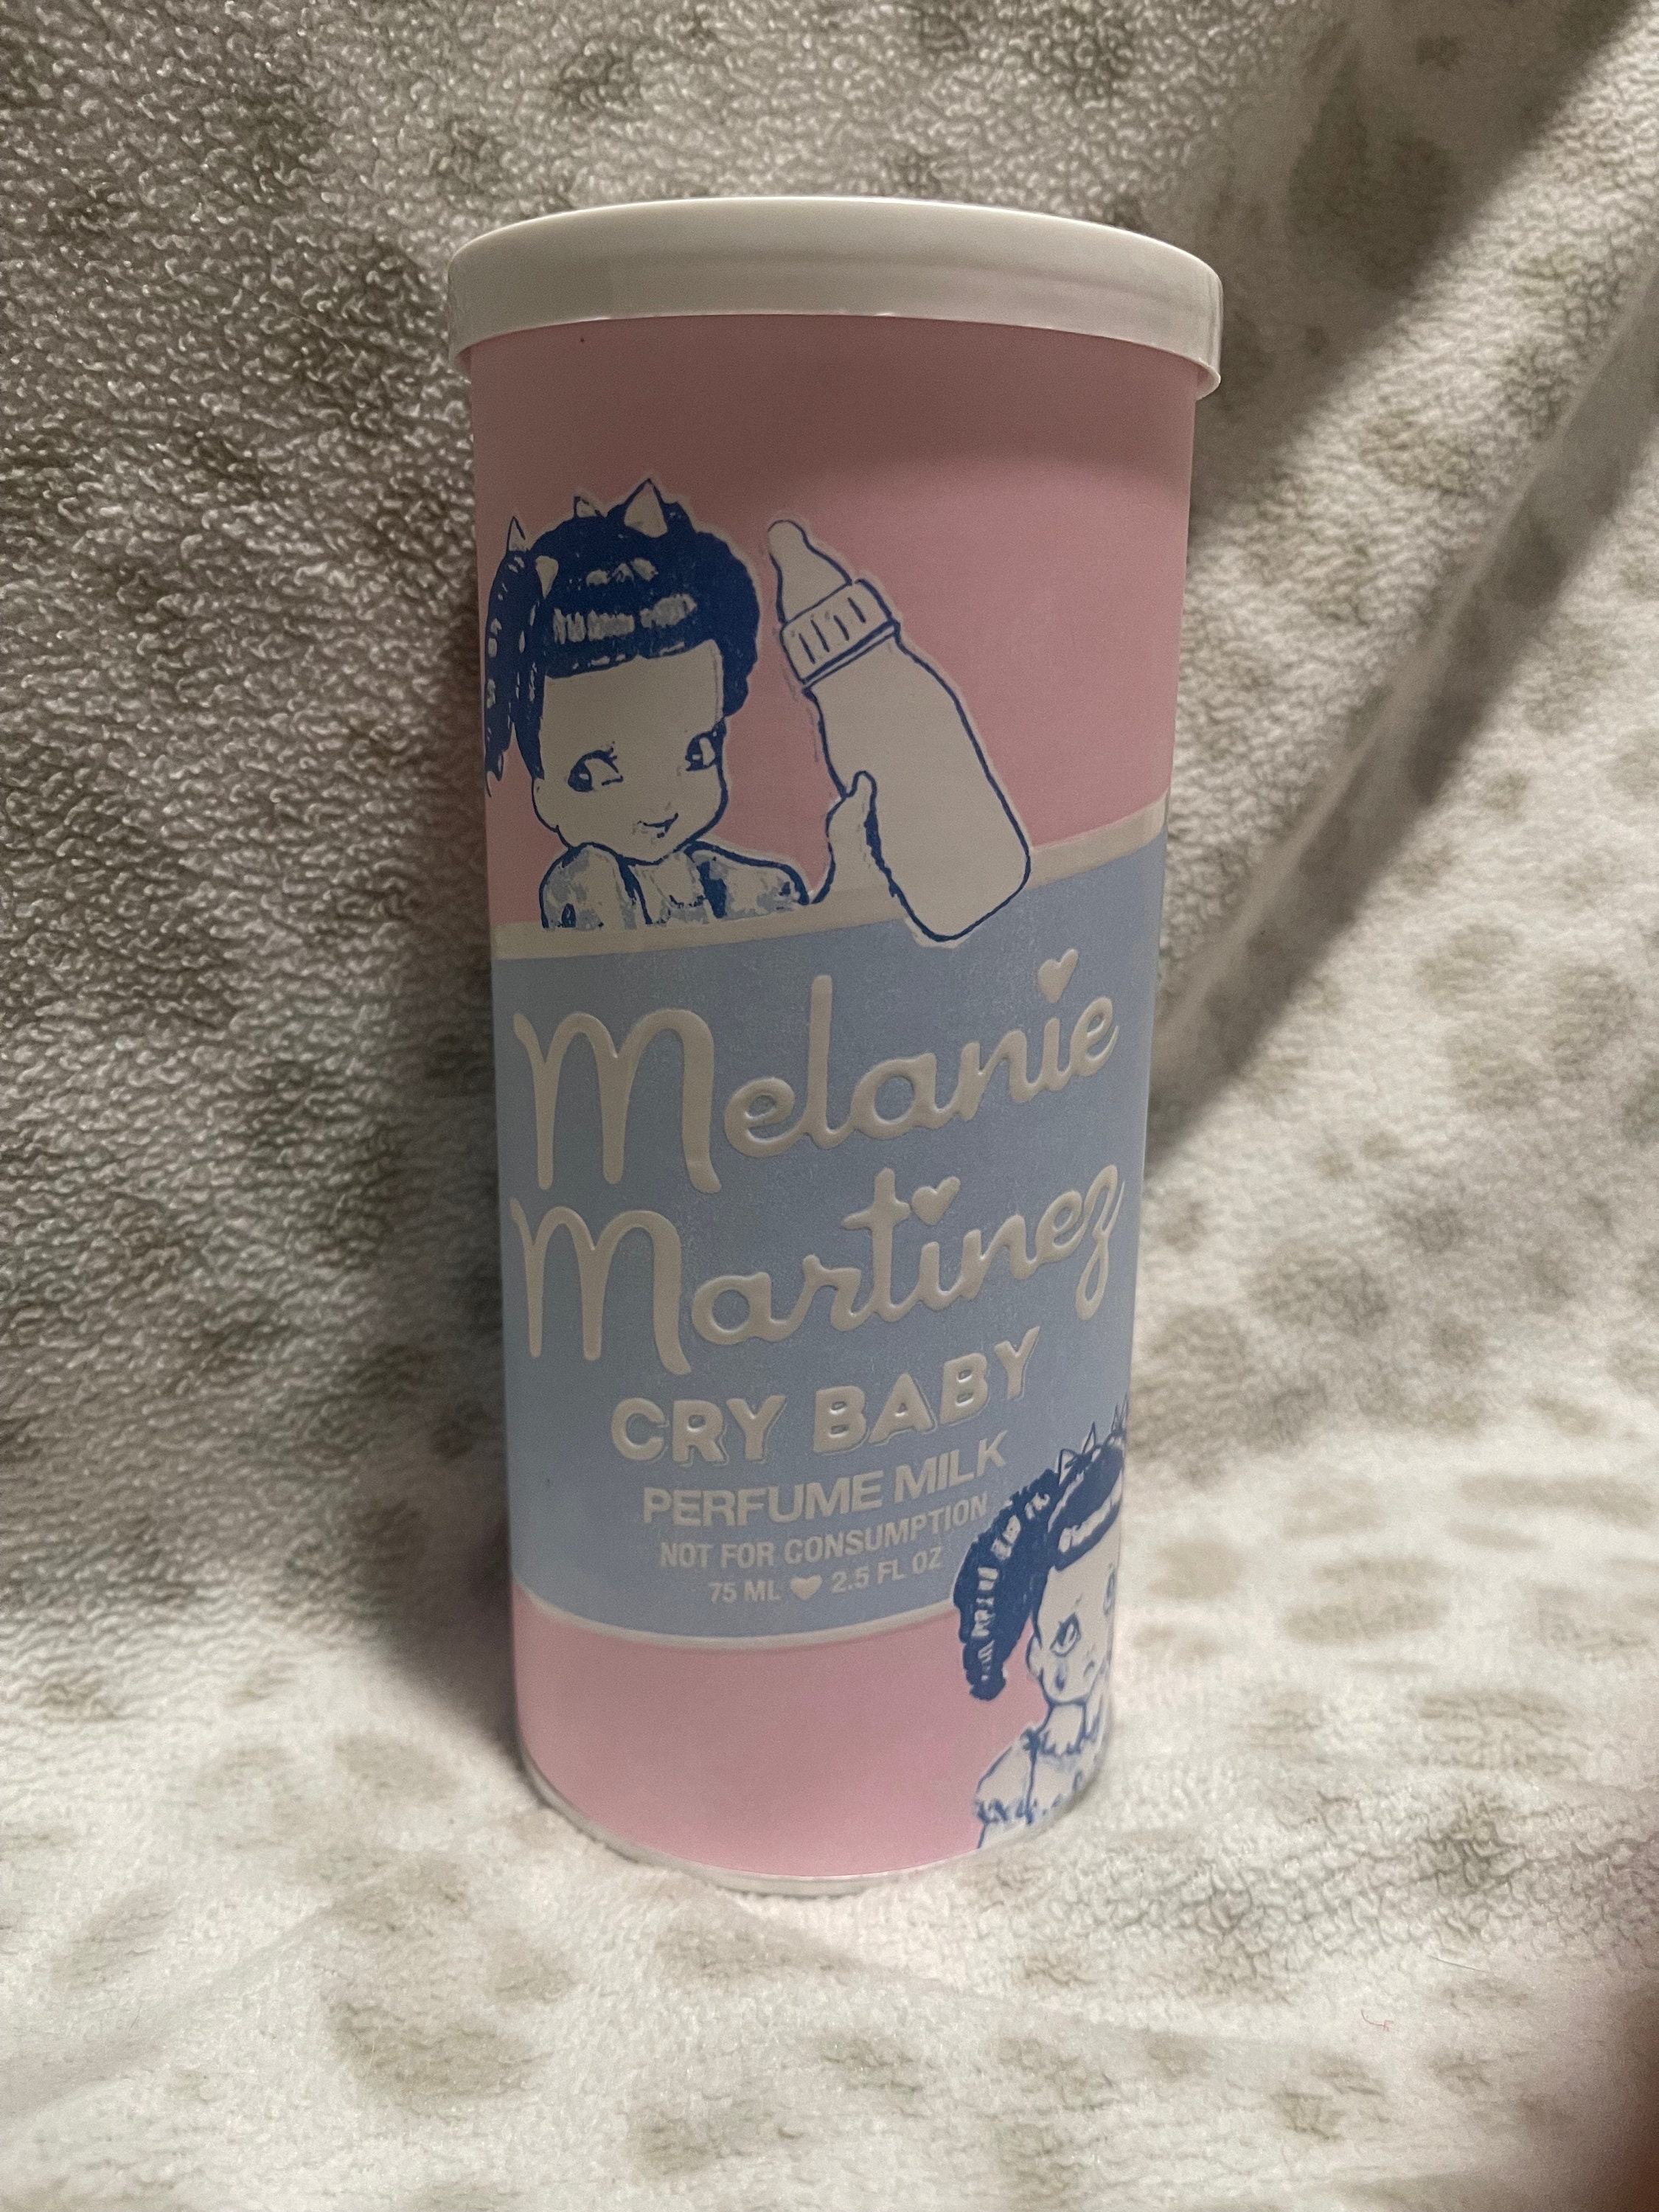 Melanie
Martinez
CRY BABY
PERFUME MILK
NOT FOR CONSUMPTION
75 ML ♥ 2.5 FL OZ